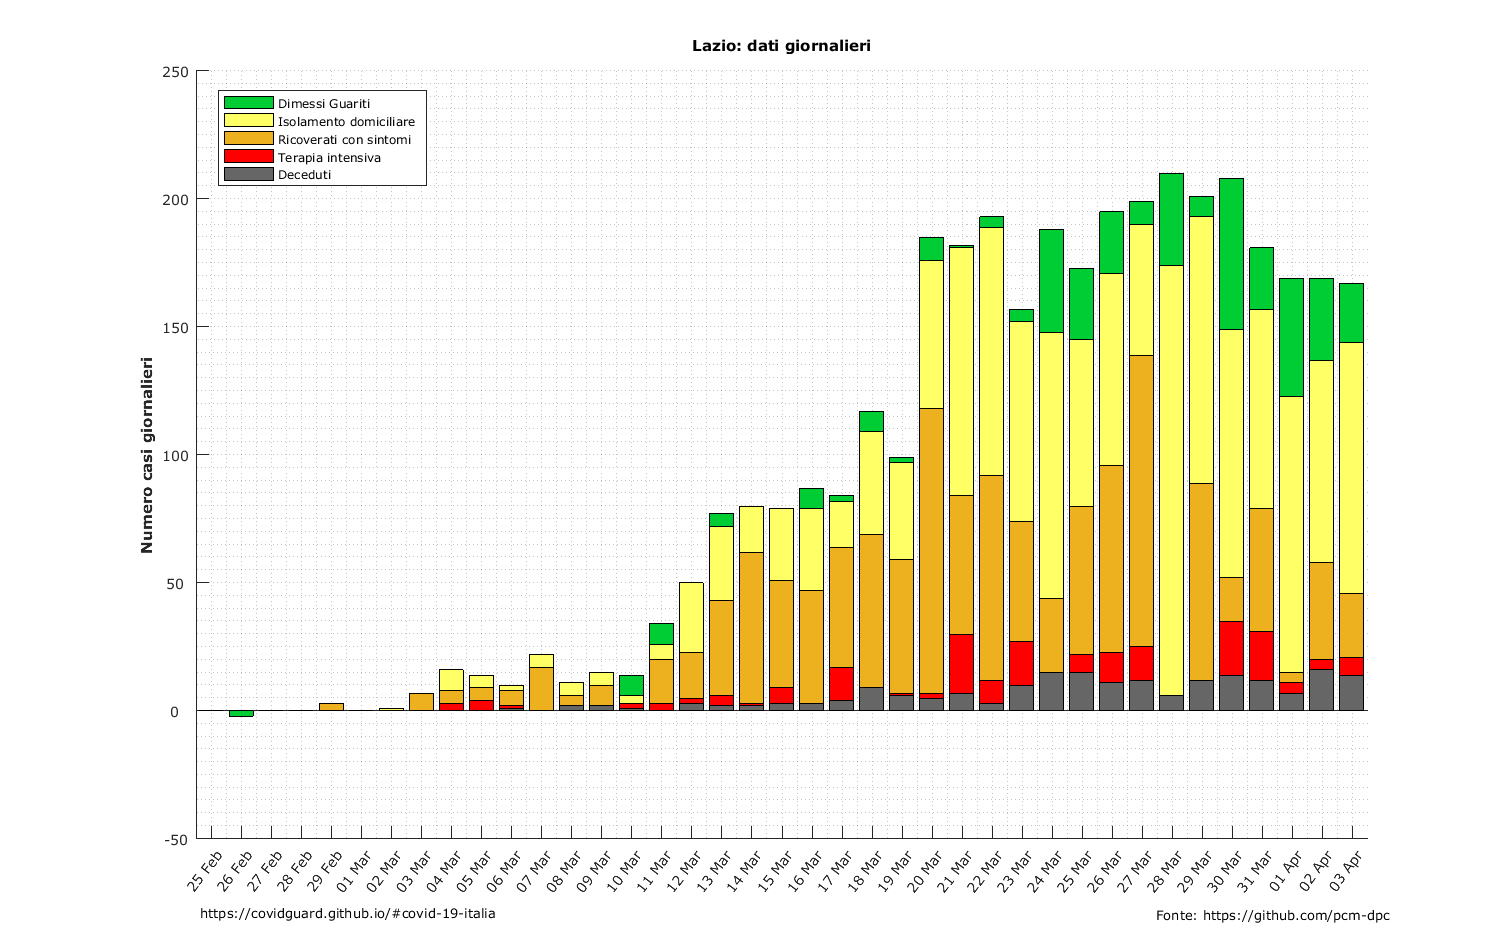 Lazio: dati giornalieri
250
200
150
100
50
0
-50
Numero casi giornalieri
Dimessi Guariti
Isolamento domiciliare
Ricoverati con sintomi
Terapia intensiva
Deceduti
25 Feb
26 Feb
27 Feb
28 Feb
29 Feb
01 Mar
02 Mar
03 Mar
04 Mar
05 Mar
06 Mar
07 Mar
08 Mar
09 Mar
10 Mar
11 Mar
12 Mar
13 Mar
14 Mar
15 Mar
16 Mar
17 Mar
18 Mar
19 Mar
20 Mar
21 Mar
22 Mar
23 Mar
24 Mar
25 Mar
26 Mar
27 Mar
28 Mar
29 Mar
30 Mar
31 Mar
01 Apr
02 Apr
03 Apr
https://covidguard.github.io/#covid-19-italia
Fonte: https://github.com/pcm-dpc